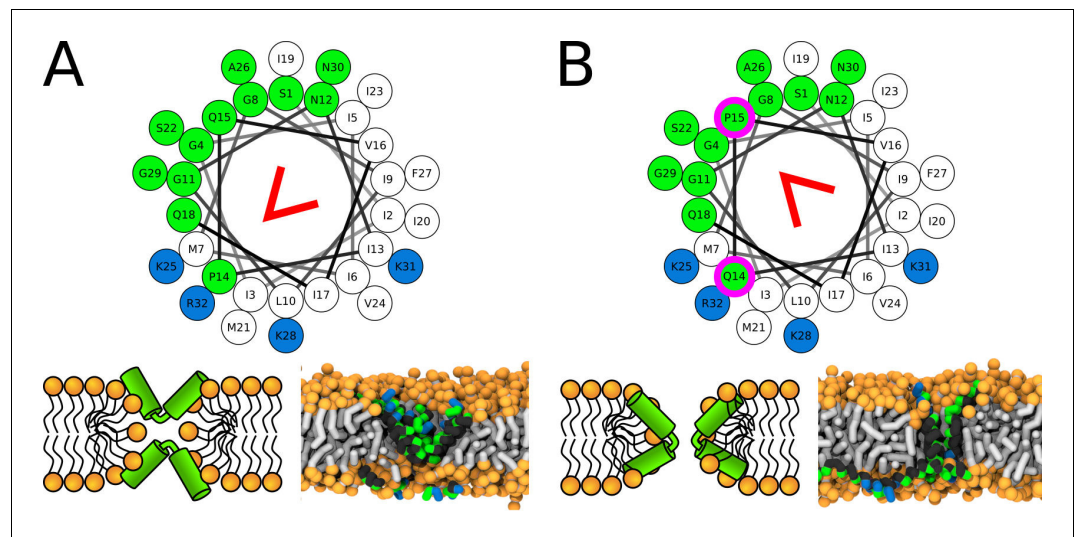 A
I19
A26
N30
G8
S1
N12
I23
Q15
I5
S22
G4
V16
G29
G11
I9
F27
Q18
I2
I20
M7
I13
K25
K31
P14
I6
R32
I3
L10
I17
V24
M21
K28
B
I19
A26
N30
G8
S1
N12
I23
P15
I5
S22
G4
V16
G29
G11
I9
F27
Q18
I2
I20
M7
I13
K25
K31
Q14
I6
R32
I3
L10
I17
V24
M21
K28